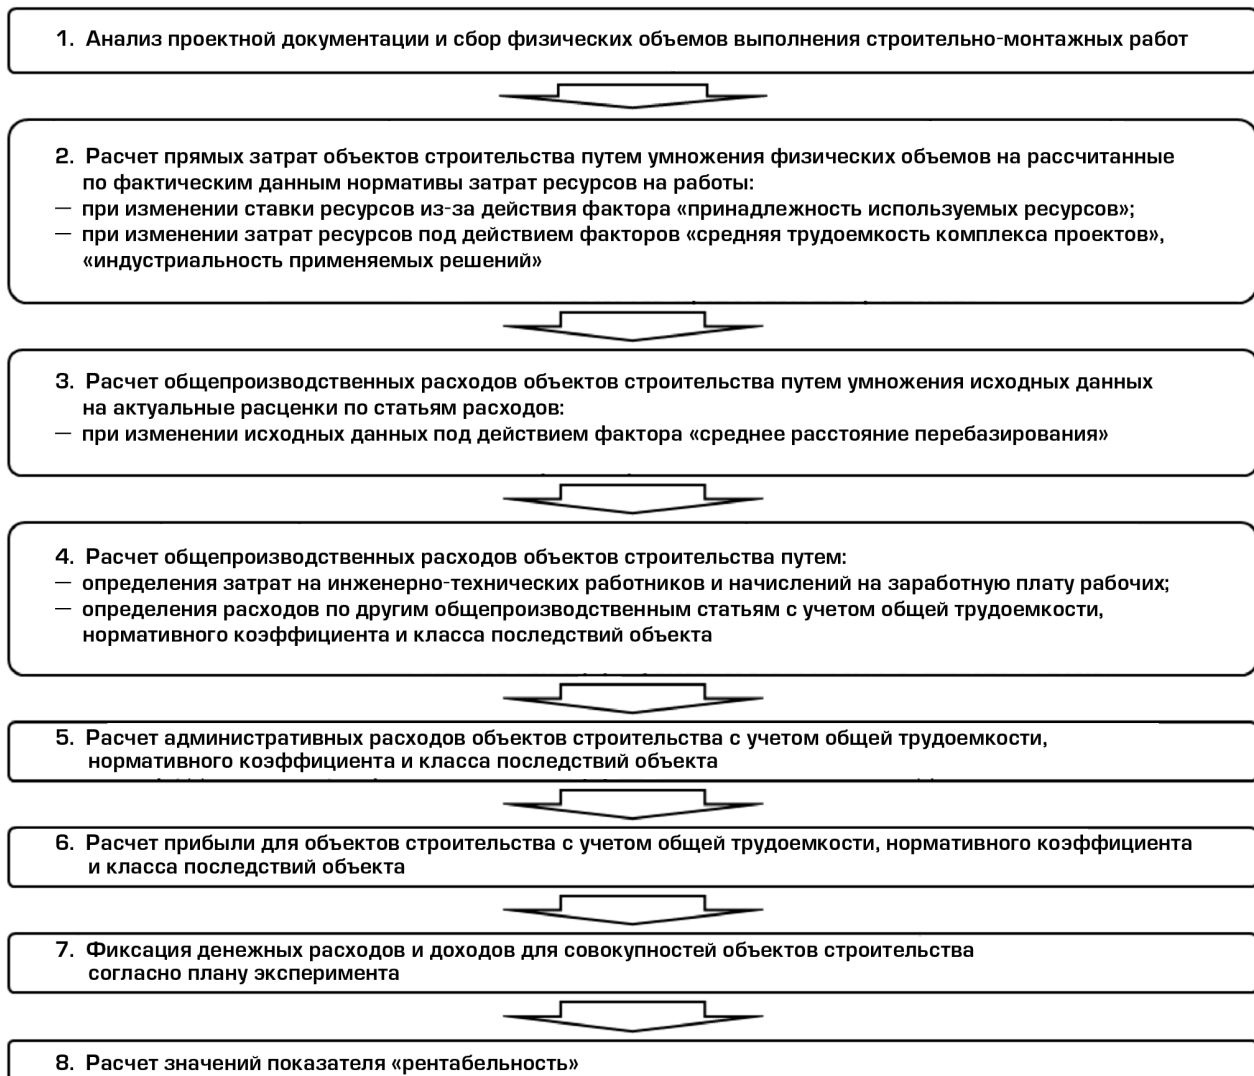 1. Анализ проектной документации и сбор физических объемов выполнения строительно-монтажных работ
2. Расчет прямых затрат объектов строительства путем умножения физических объемов на рассчитанные
по фактическим данным нормативы затрат ресурсов на работы:
— при изменении ставки ресурсов из-за действия фактора «принадлежность используемых ресурсов»;
— при изменении затрат ресурсов под действием факторов «средняя трудоемкость комплекса проектов»,
«индустриальность применяемых решений»
3. Расчет общепроизводственных расходов объектов строительства путем умножения исходных данных
на актуальные расценки по статьям расходов:
— при изменении исходных данных под действием фактора «среднее расстояние перебазирования»
4. Расчет общепроизводственных расходов объектов строительства путем:
— определения затрат на инженерно-технических работников и начислений на заработную плату рабочих;
— определения расходов по другим общепроизводственным статьям с учетом общей трудоемкости,
нормативного коэффициента и класса последствий объекта
5. Расчет административных расходов объектов строительства с учетом общей трудоемкости,
нормативного коэффициента и класса последствий объекта
6. Расчет прибыли для объектов строительства с учетом общей трудоемкости, нормативного коэффициента
и класса последствий объекта
7. Фиксация денежных расходов и доходов для совокупностей объектов строительства
согласно плану эксперимента
8. Расчет значений показателя «рентабельность»